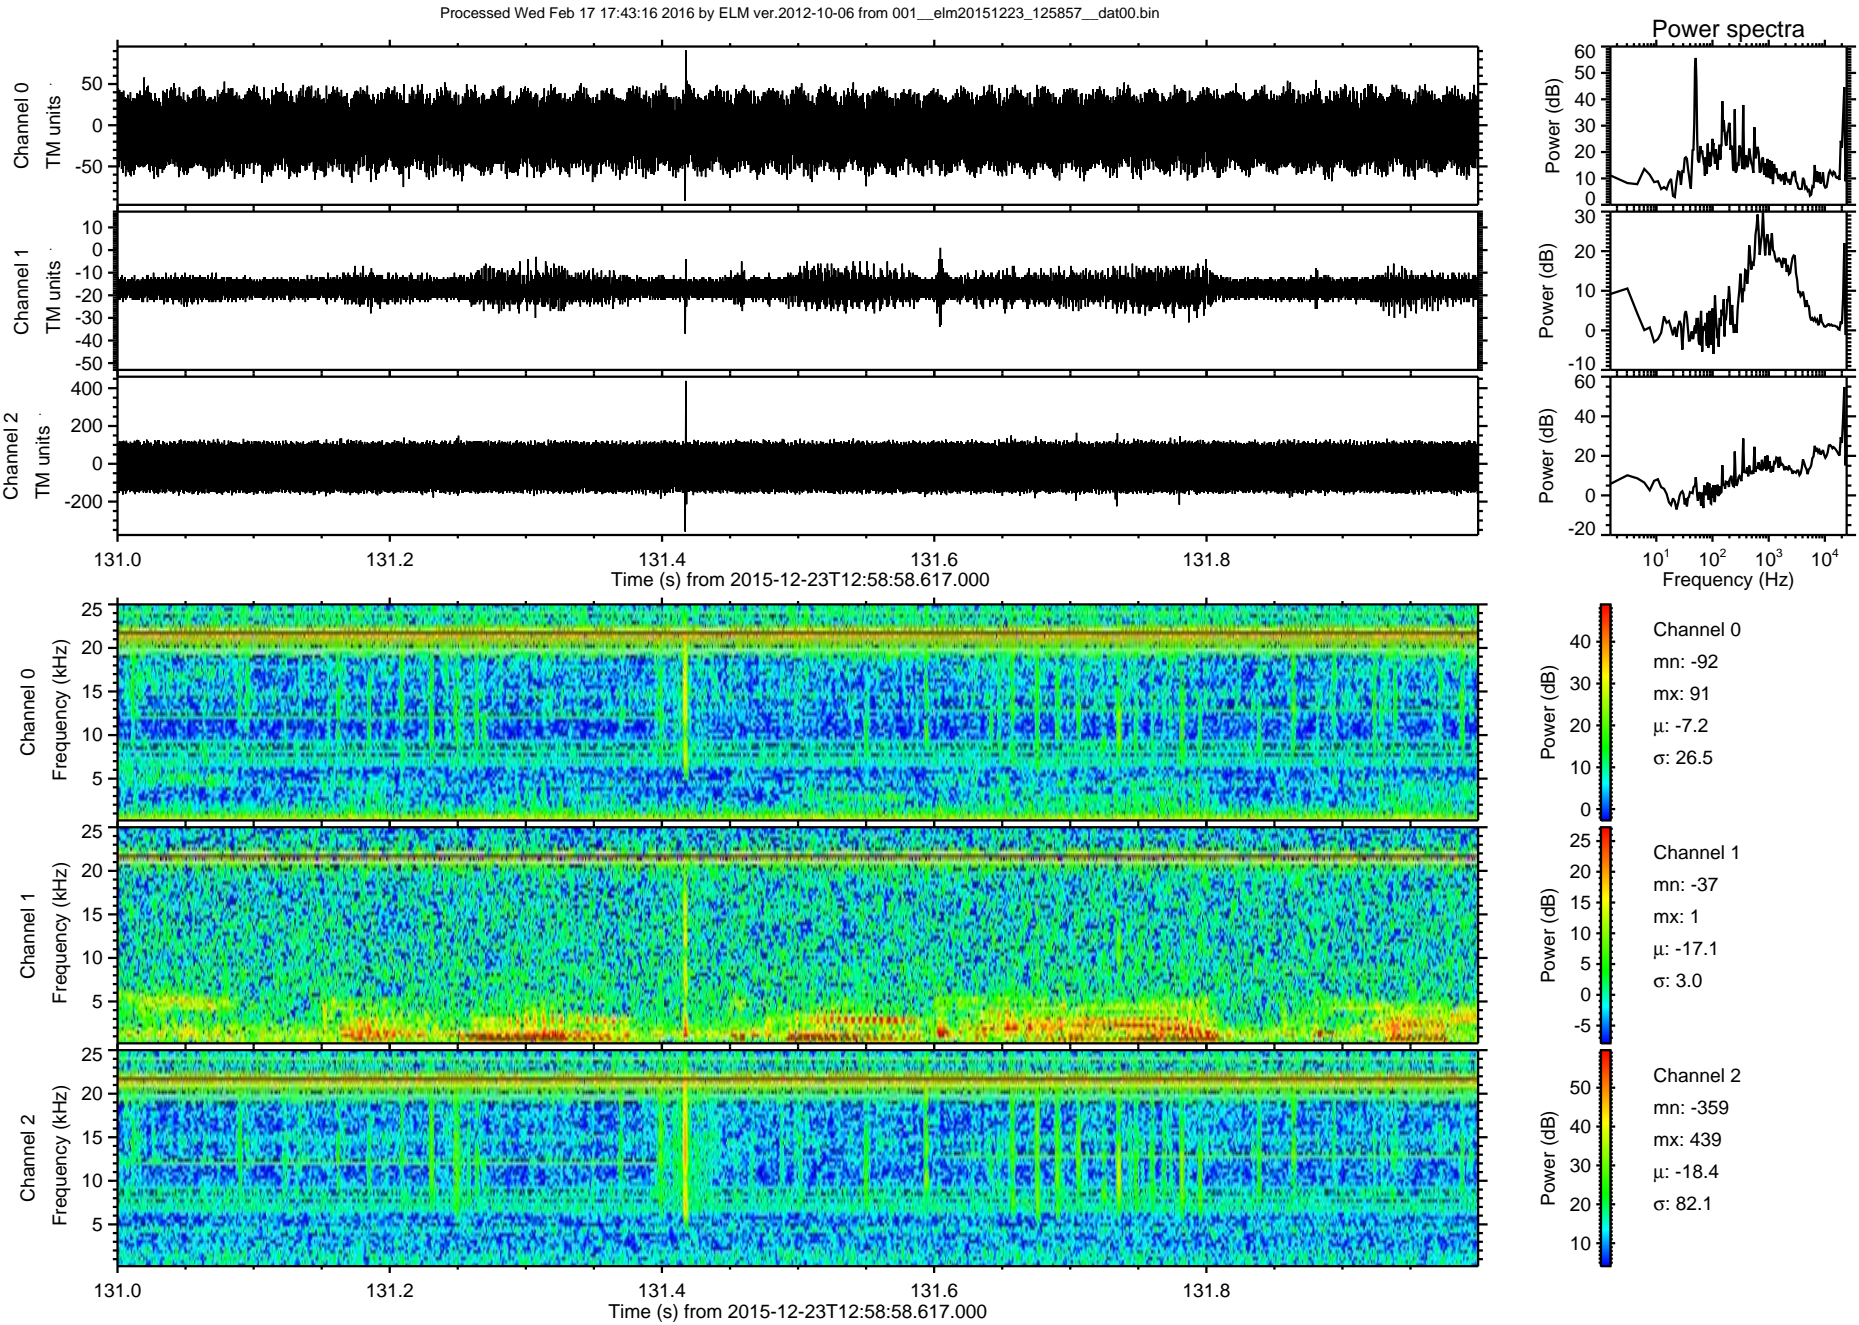 Processed Wed Feb 17 17:43:16 2016 by ELM ver.2012-10-06 from 001__elm20151223_125857__dat00.bin
Power spectra
Channel 0
TM units
50
0
-50
Power (dB)
60
50
40
30
20
10
0
Channel 1
TM units
10
0
-10
-20
-30
-40
-50
Power (dB)
30
20
10
0
-10
Channel 2
TM units
400
200
0
-200
Power (dB)
60
40
20
0
-20
131.0 131.2 131.4 131.6 131.8
Time (s) from 2015-12-23T12:58:58.617.000
10¹ 10² 10³ 10⁴
Frequency (Hz)
Channel 0
Frequency (kHz)
25
20
15
10
5
Power (dB)
40
30
20
10
0
Channel 0
mn: -92
mx: 91
μ: -7.2
σ: 26.5
Channel 1
Frequency (kHz)
25
20
15
10
5
Power (dB)
25
20
15
10
5
0
-5
Channel 1
mn: -37
mx: 1
μ: -17.1
σ: 3.0
Channel 2
Frequency (kHz)
25
20
15
10
5
Power (dB)
50
40
30
20
10
Channel 2
mn: -359
mx: 439
μ: -18.4
σ: 82.1
131.0 131.2 131.4 131.6 131.8
Time (s) from 2015-12-23T12:58:58.617.000